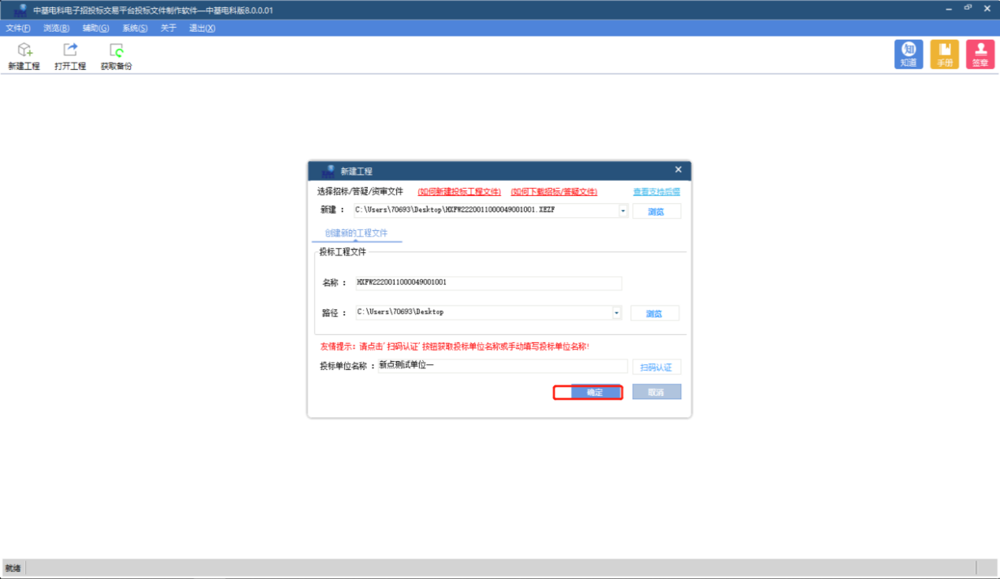 中基电科电子招投标交易平台投标文件制作软件—中基电科版8.0.0.01
文件(F) 浏览(B) 辅助(G) 系统(S) 关于 退出(X)
新建工程 打开工程 获取备份
知 知道 手册 签章
新建工程
选择招标/答疑/资审文件 (如何新建投标工程文件) (如何下载招标/答疑文件) 查看支持后缀
新建： C:\Users\70693\Desktop\HXFW2220011000049001001.XEZF 浏览
创建新的工程文件
投标工程文件
名称： HXFW2220011000049001001
路径： C:\Users\70693\Desktop 浏览
友情提示：请点击'扫码认证'按钮获取投标单位名称或手动填写投标单位名称!
投标单位名称： 新点测试单位一 扫码认证
确定 取消
就绪